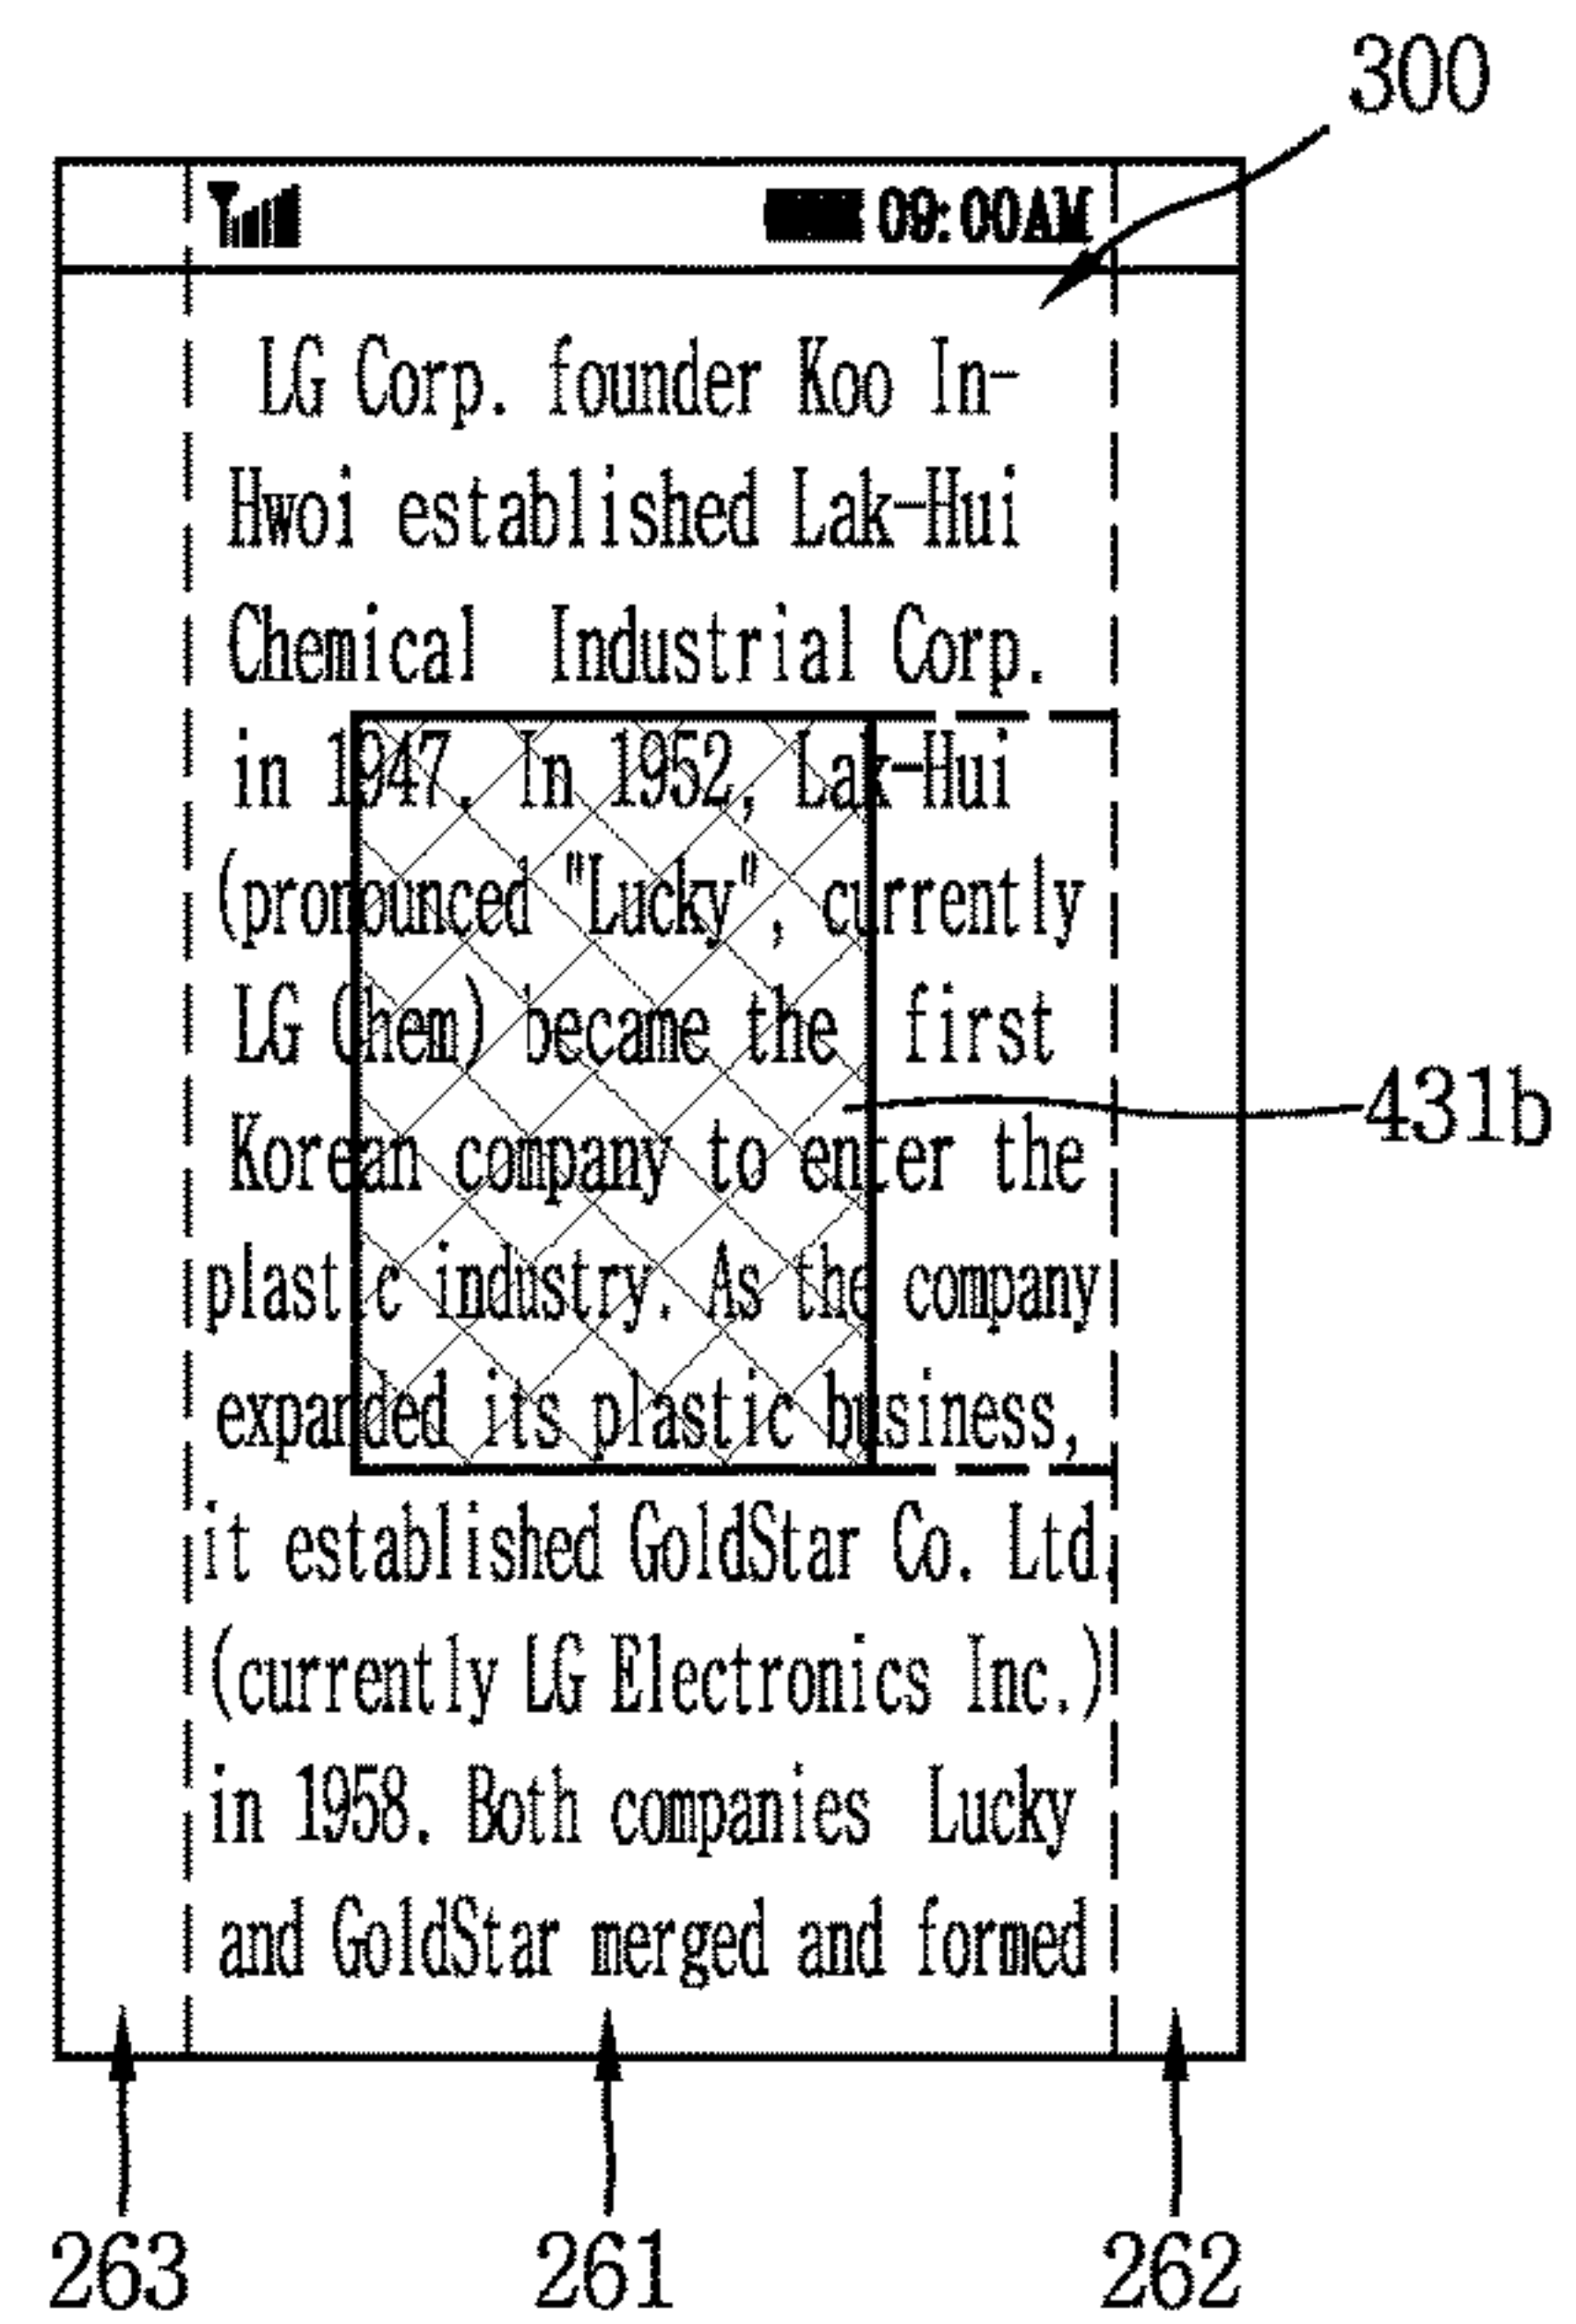 300
09:00AM
LG Corp. founder Koo In-
Hwoi established Lak-Hui
Chemical Industrial Corp.
in 1947. In 1952, Lak-Hui
(pronounced "Lucky", currently
LG Chem) became the first
Korean company to enter the
plastic industry. As the company
expanded its plastic business,
it established GoldStar Co. Ltd.
(currently LG Electronics Inc.)
in 1958. Both companies Lucky
and GoldStar merged and formed
431b
263 261 262